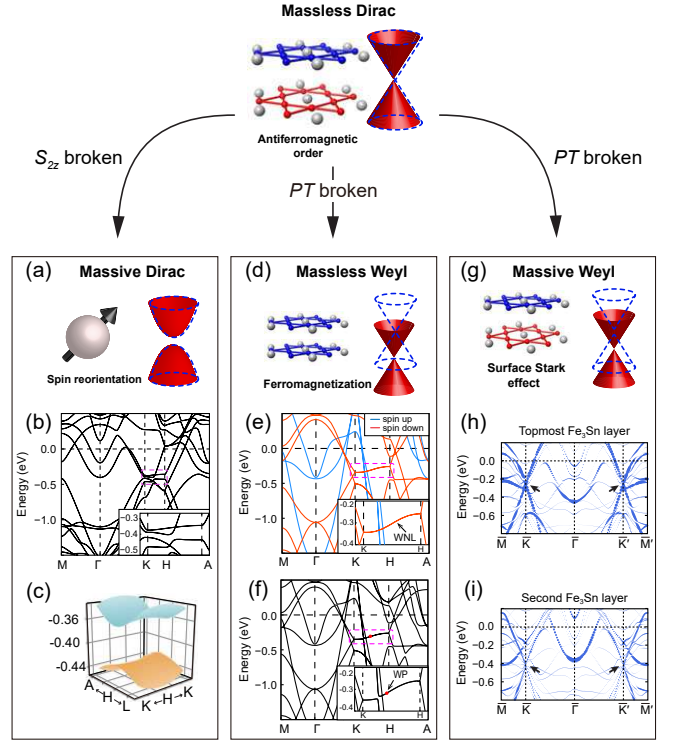 Massless Dirac
Antiferromagnetic
order
S2z broken
PT broken
PT broken
(a) Massive Dirac
Spin reorientation
(b)
Energy (eV)
0.0
−0.5
−1.0
−0.3
−0.4
−0.5
M Γ K H A
(c)
-0.36
-0.40
-0.44
A H L K H K
(d) Massless Weyl
Ferromagnetization
(e)
spin up
spin down
Energy (eV)
0.0
−0.5
−1.0
−1.5
-0.2
-0.3
-0.4
WNL
K H
M Γ K H A
(f)
Energy (eV)
0.0
−0.5
−1.0
−1.5
-0.2
-0.3
-0.4
WP
K H
M Γ K H A
(g) Massive Weyl
Surface Stark
effect
(h)
Topmost Fe3Sn layer
Energy (eV)
0.0
−0.2
−0.4
−0.6
M̅ K̅ Γ̅ K̅′ M̅′
(i)
Second Fe3Sn layer
Energy (eV)
0.0
−0.2
−0.4
−0.6
M̅ K̅ Γ̅ K̅′ M̅′